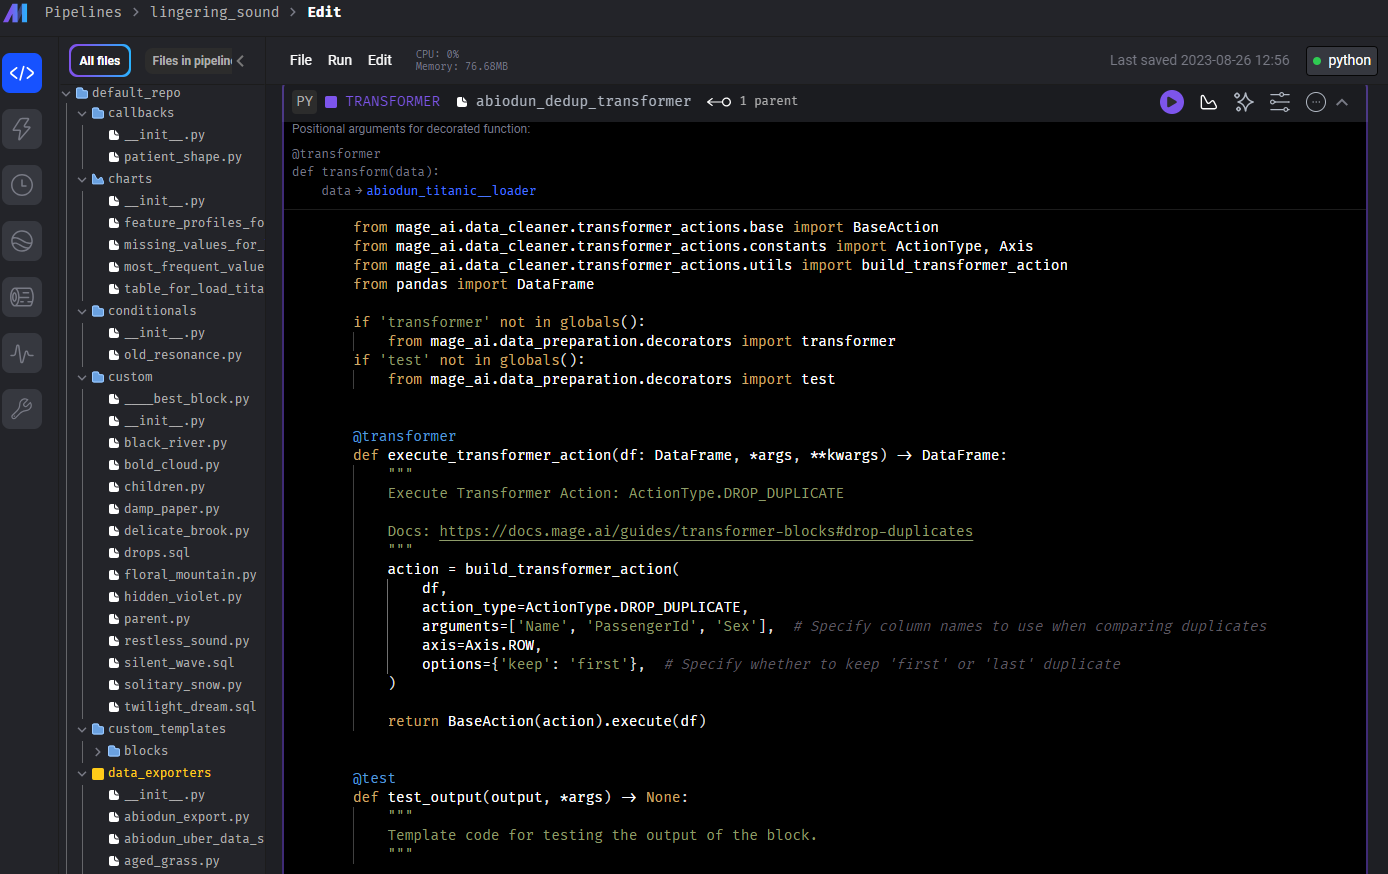 Pipelines > lingering_sound > Edit
All files
Files in pipelin
File Run Edit
CPU: 0%
Memory: 76.68MB
Last saved 2023-08-26 12:56
python
default_repo
callbacks
__init__.py
patient_shape.py
charts
__init__.py
feature_profiles_fo
missing_values_for_
most_frequent_value
table_for_load_tita
conditionals
__init__.py
old_resonance.py
custom
____best_block.py
__init__.py
black_river.py
bold_cloud.py
children.py
damp_paper.py
delicate_brook.py
drops.sql
floral_mountain.py
hidden_violet.py
parent.py
restless_sound.py
silent_wave.sql
solitary_snow.py
twilight_dream.sql
custom_templates
blocks
data_exporters
__init__.py
abiodun_export.py
abiodun_uber_data_s
aged_grass.py
PY TRANSFORMER abiodun_dedup_transformer 1 parent
Positional arguments for decorated function:
@transformer
def transform(data):
data → abiodun_titanic__loader
from mage_ai.data_cleaner.transformer_actions.base import BaseAction
from mage_ai.data_cleaner.transformer_actions.constants import ActionType, Axis
from mage_ai.data_cleaner.transformer_actions.utils import build_transformer_action
from pandas import DataFrame
if 'transformer' not in globals():
from mage_ai.data_preparation.decorators import transformer
if 'test' not in globals():
from mage_ai.data_preparation.decorators import test
@transformer
def execute_transformer_action(df: DataFrame, *args, **kwargs) -> DataFrame:
"""
Execute Transformer Action: ActionType.DROP_DUPLICATE
Docs: https://docs.mage.ai/guides/transformer-blocks#drop-duplicates
"""
action = build_transformer_action(
df,
action_type=ActionType.DROP_DUPLICATE,
arguments=['Name', 'PassengerId', 'Sex'],  # Specify column names to use when comparing duplicates
axis=Axis.ROW,
options={'keep': 'first'},  # Specify whether to keep 'first' or 'last' duplicate
)
return BaseAction(action).execute(df)
@test
def test_output(output, *args) -> None:
"""
Template code for testing the output of the block.
"""